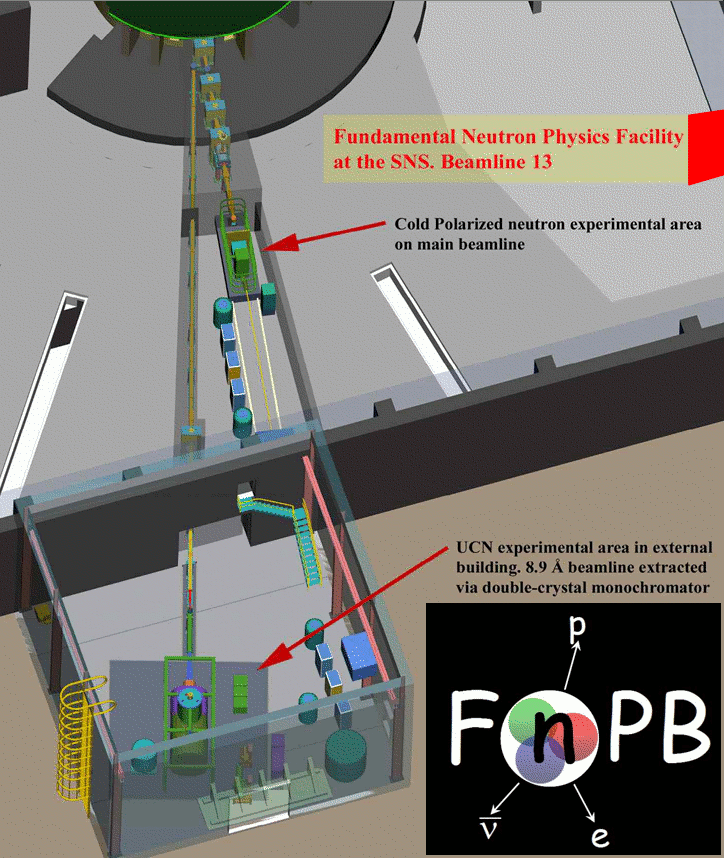 Fundamental Neutron Physics Facility
at the SNS. Beamline 13
Cold Polarized neutron experimental area
on main beamline
UCN experimental area in external
building. 8.9 Å beamline extracted
via double-crystal monochromator
p
FnPB
ν̅
e